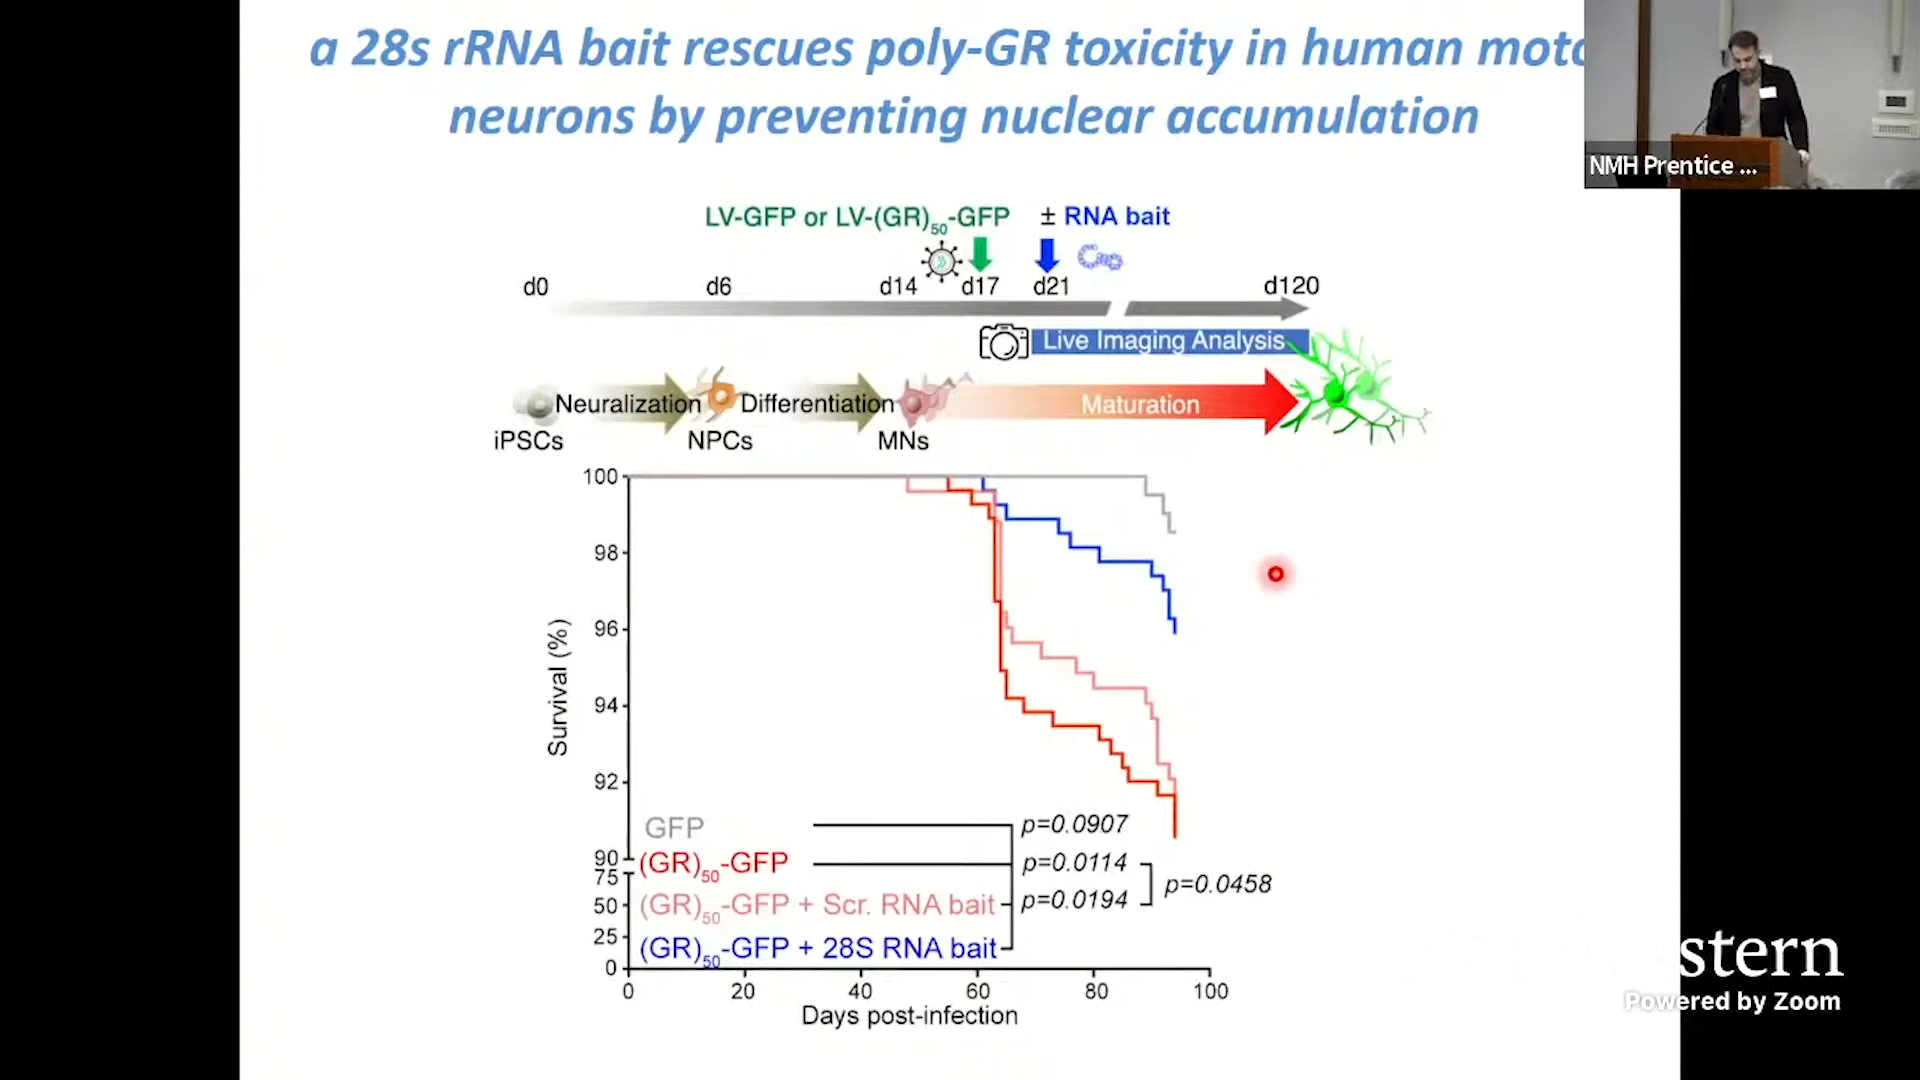 a 28s rRNA bait rescues poly-GR toxicity in human moto
neurons by preventing nuclear accumulation
NMH Prentice ...
LV-GFP or LV-(GR)50-GFP ± RNA bait
d0 d6 d14 d17 d21 d120
Live Imaging Analysis
Neuralization Differentiation Maturation
iPSCs NPCs MNs
100
98
96
94
92
90
75
50
25
0
Survival (%)
GFP p=0.0907
(GR)50-GFP p=0.0114
p=0.0458
(GR)50-GFP + Scr. RNA bait p=0.0194
(GR)50-GFP + 28S RNA bait
0 20 40 60 80 100
Days post-infection
stern
Powered by Zoom